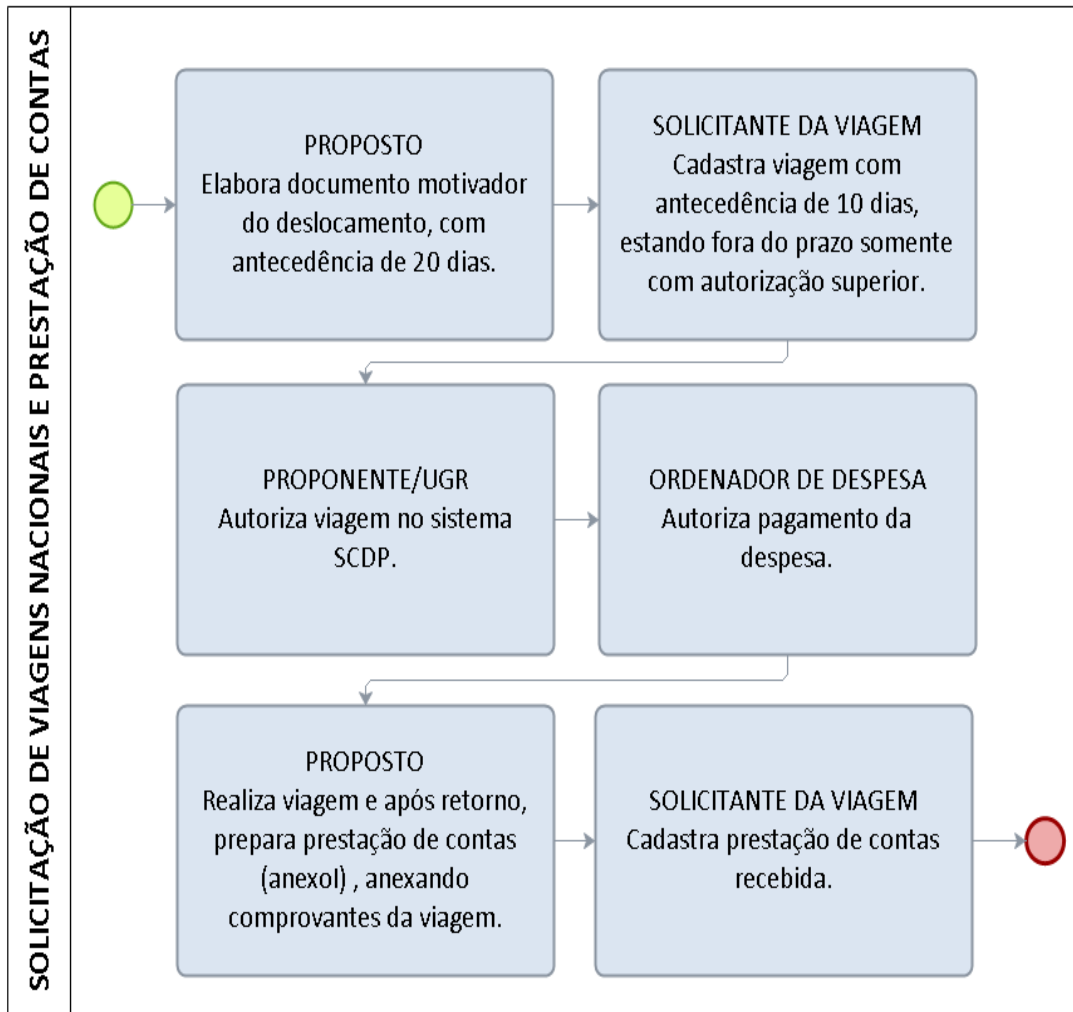 SOLICITAÇÃO DE VIAGENS NACIONAIS E PRESTAÇÃO DE CONTAS
PROPOSTO
Elabora documento motivador
do deslocamento, com
antecedência de 20 dias.
SOLICITANTE DA VIAGEM
Cadastra viagem com
antecedência de 10 dias,
estando fora do prazo somente
com autorização superior.
PROPONENTE/UGR
Autoriza viagem no sistema
SCDP.
ORDENADOR DE DESPESA
Autoriza pagamento da
despesa.
PROPOSTO
Realiza viagem e após retorno,
prepara prestação de contas
(anexoI) , anexando
comprovantes da viagem.
SOLICITANTE DA VIAGEM
Cadastra prestação de contas
recebida.